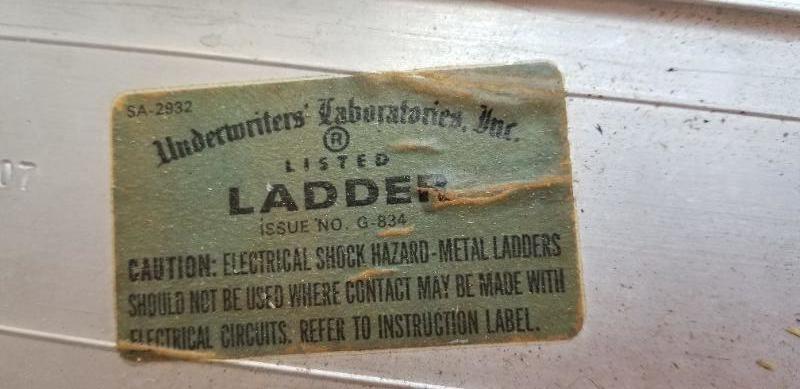 SA-2932
Underwriters' Laboratories, Inc.
®
LISTED
LADDER
ISSUE NO. G-834
CAUTION: ELECTRICAL SHOCK HAZARD-METAL LADDERS
SHOULD NOT BE USED WHERE CONTACT MAY BE MADE WITH
ELECTRICAL CIRCUITS. REFER TO INSTRUCTION LABEL.
07